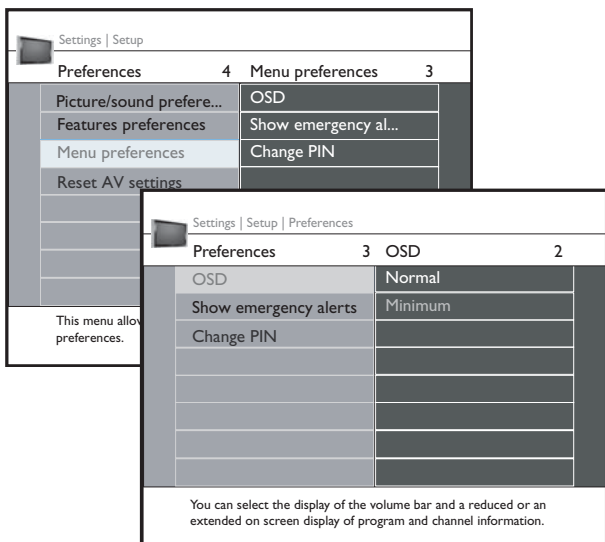 Settings | Setup
Preferences 4 Menu preferences 3
Picture/sound prefere... OSD
Features preferences Show emergency al...
Menu preferences Change PIN
Reset AV settings
This menu allow
preferences.
Settings | Setup | Preferences
Preferences 3 OSD 2
OSD Normal
Show emergency alerts Minimum
Change PIN
You can select the display of the volume bar and a reduced or an
extended on screen display of program and channel information.